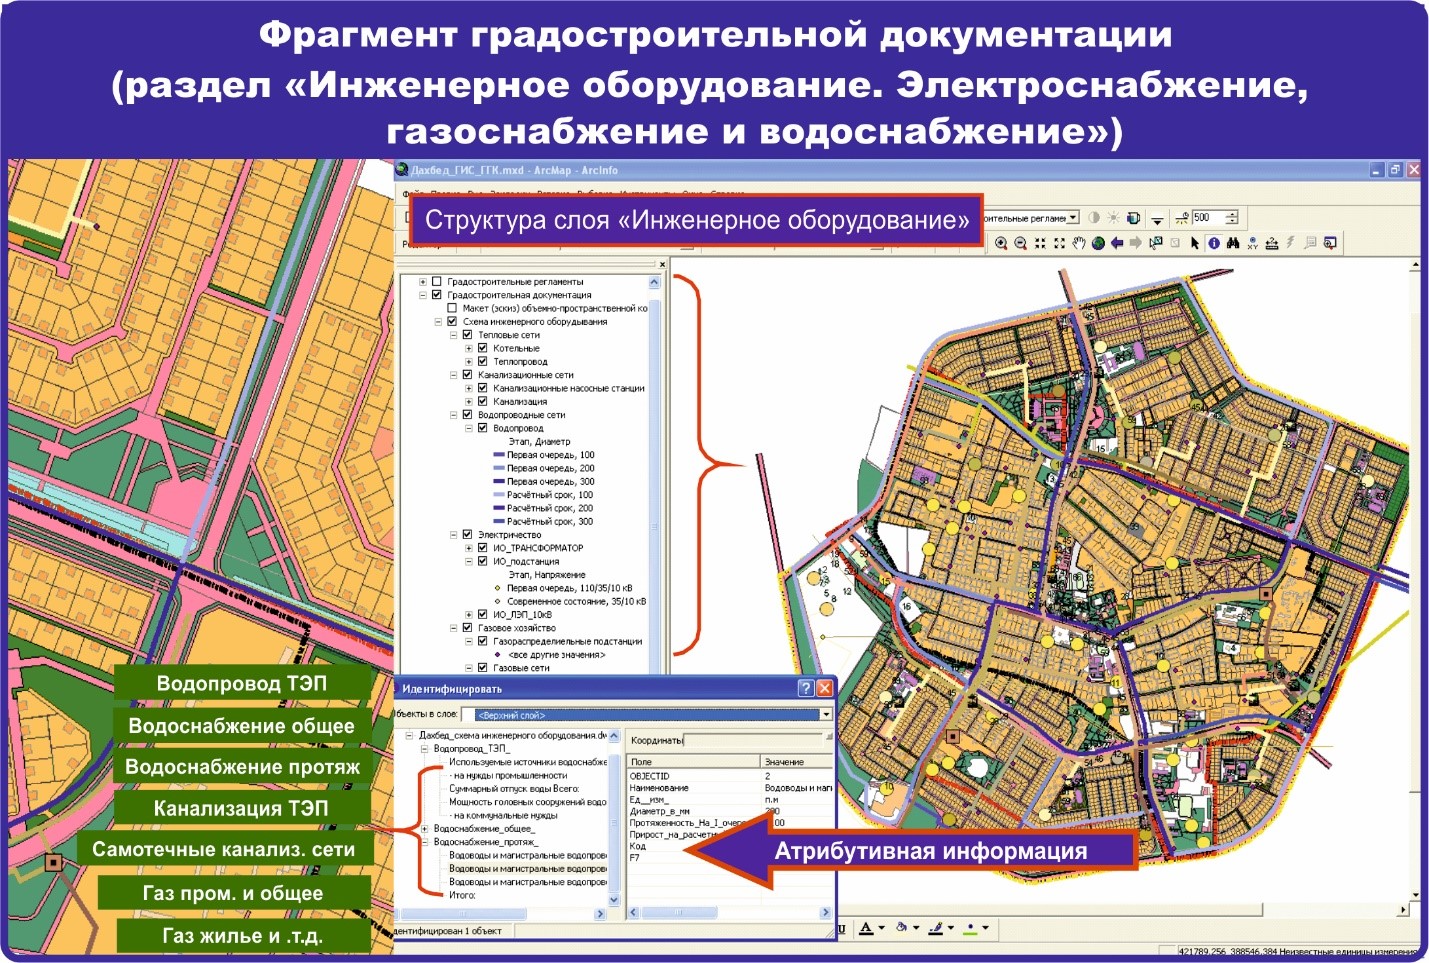 Фрагмент градостроительной документации
(раздел «Инженерное оборудование. Электроснабжение,
газоснабжение и водоснабжение»)
Дахбед_ГИС_ГГК.mxd - ArcMap - ArcInfo
Структура слоя «Инженерное оборудование»
500
Градостроительные регламенты
Градостроительная документация
Макет (эскиз) объемно-пространственной ко
Схема инженерного оборудывания
Тепловые сети
Котельные
Теплопровод
Канализационные сети
Канализационные насосные станции
Канализация
Водопроводные сети
Водопровод
Этап, Диаметр
Первая очередь, 100
Первая очередь, 200
Первая очередь, 300
Расчётный срок, 100
Расчётный срок, 200
Расчётный срок, 300
Электричество
ИО_ТРАНСФОРМАТОР
ИО_подстанция
Этап, Напряжение
Первая очередь, 110/35/10 кВ
Современное состояние, 35/10 кВ
ИО_ЛЭП_10кВ
Газовое хозяйство
Газораспределиельные подстанции
<все другие значения>
Газовые сети
Водопровод ТЭП
Водоснабжение общее
Водоснабжение протяж
Канализация ТЭП
Самотечные канализ. сети
Газ пром. и общее
Газ жилье и .т.д.
Идентифицировать
Объекты в слое: <Верхний слой>
Дахбед_схема инженерного оборудования.dw
Водопровод_ТЭП_
Используемые источники водоснабже
- на нужды промышленности
Суммарный отпуск воды Всего:
Мощность головных сооружений водо
- на коммунальные нужды
Водоснабжение_общее_
Водоснабжение_протяж_
Водоводы и магистральные водопров
Водоводы и магистральные водопров
Водоводы и магистральные водопров
Итого:
Координаты
Поле Значение
OBJECTID 2
Наименование Водоводы и маги
Ед__изм_ п.м
Диаметр_в_мм 200
Протяженность_На_I_очере
Прирост_на_расчетн
Код
F7
Атрибутивная информация
дентифицирован 1 объект
421789,256 388546,384 Неизвестные единицы измерения